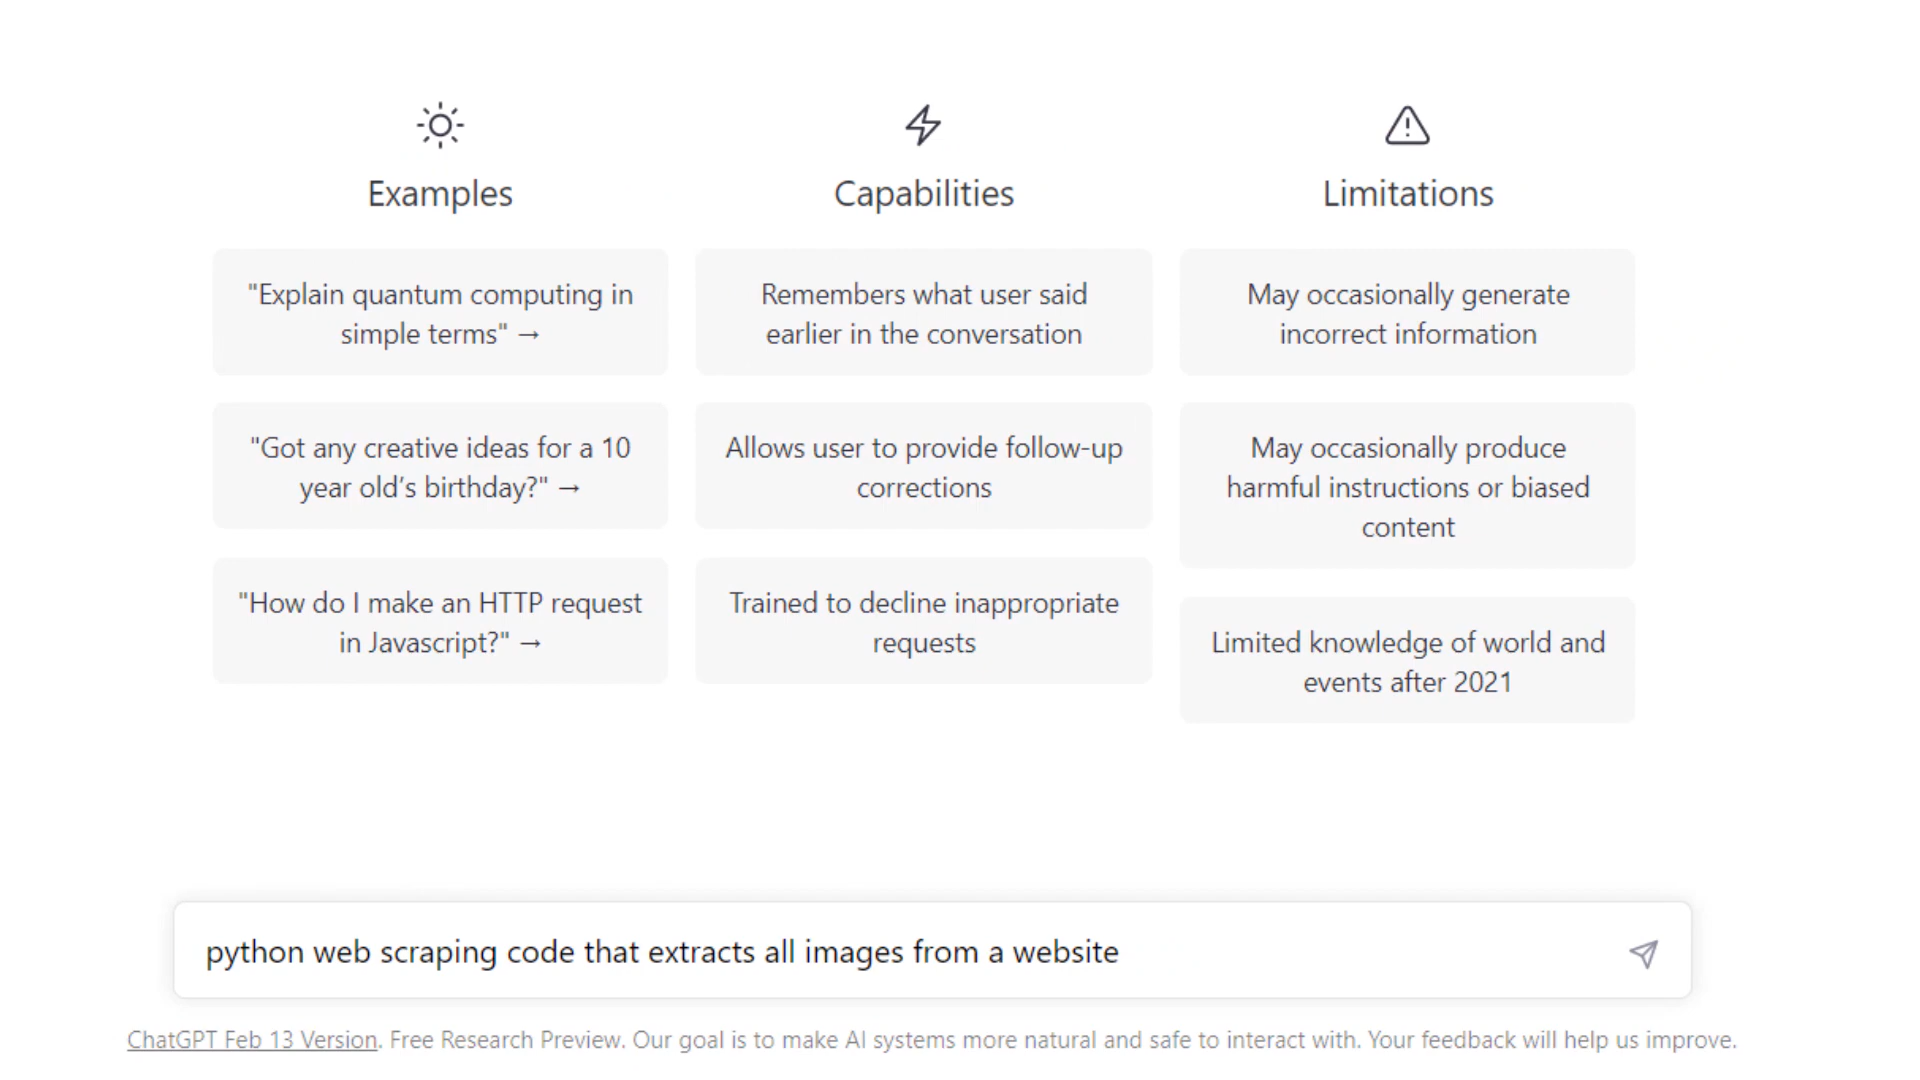 Examples
"Explain quantum computing in
simple terms" →
"Got any creative ideas for a 10
year old’s birthday?" →
"How do I make an HTTP request
in Javascript?" →
Capabilities
Remembers what user said
earlier in the conversation
Allows user to provide follow-up
corrections
Trained to decline inappropriate
requests
Limitations
May occasionally generate
incorrect information
May occasionally produce
harmful instructions or biased
content
Limited knowledge of world and
events after 2021
python web scraping code that extracts all images from a website
ChatGPT Feb 13 Version. Free Research Preview. Our goal is to make AI systems more natural and safe to interact with. Your feedback will help us improve.